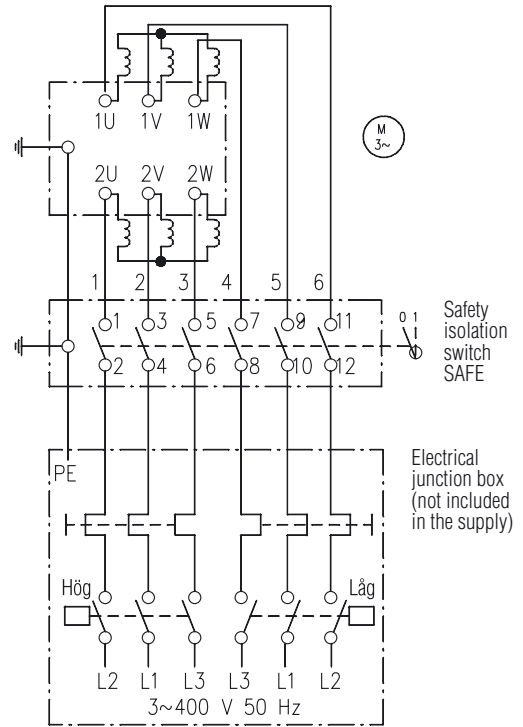 1U 1V 1W
M
3~
2U 2V 2W
1 2 3 4 5 6
1 3 5 7 9 11
0 1
Safety
isolation
switch
SAFE
2 4 6 8 10 12
PE
Electrical
junction box
(not included
in the supply)
Hög
Låg
L2 L1 L3 L3 L1 L2
3~400 V 50 Hz